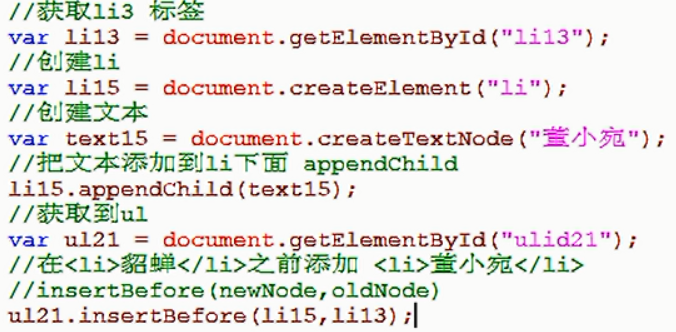 //获取li3 标签
var li13 = document.getElementById("li13");
//创建li
var li15 = document.createElement("li");
//创建文本
var text15 = document.createTextNode("董小宛");
//把文本添加到li下面 appendChild
li15.appendChild(text15);
//获取到ul
var ul21 = document.getElementById("ulid21");
//在<li>貂蝉</li>之前添加 <li>董小宛</li>
//insertBefore(newNode,oldNode)
ul21.insertBefore(li15,li13);